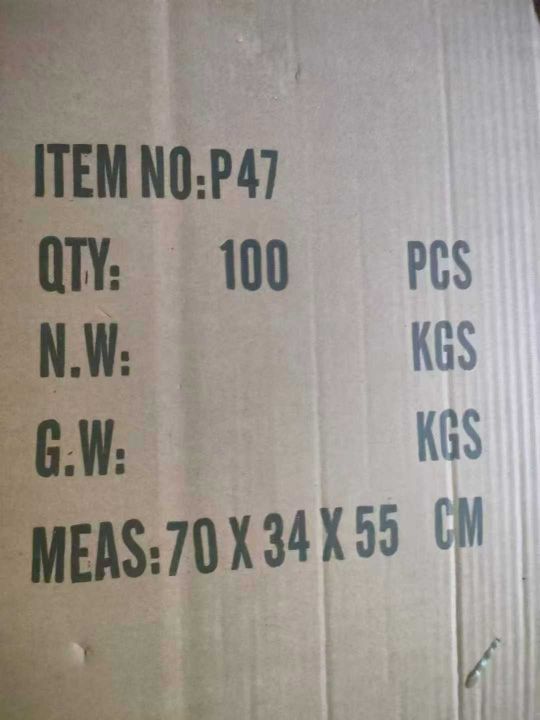 ITEM NO:P47
QTY: 100 PCS
N.W: KGS
G.W: KGS
MEAS:70 X 34 X 55 CM